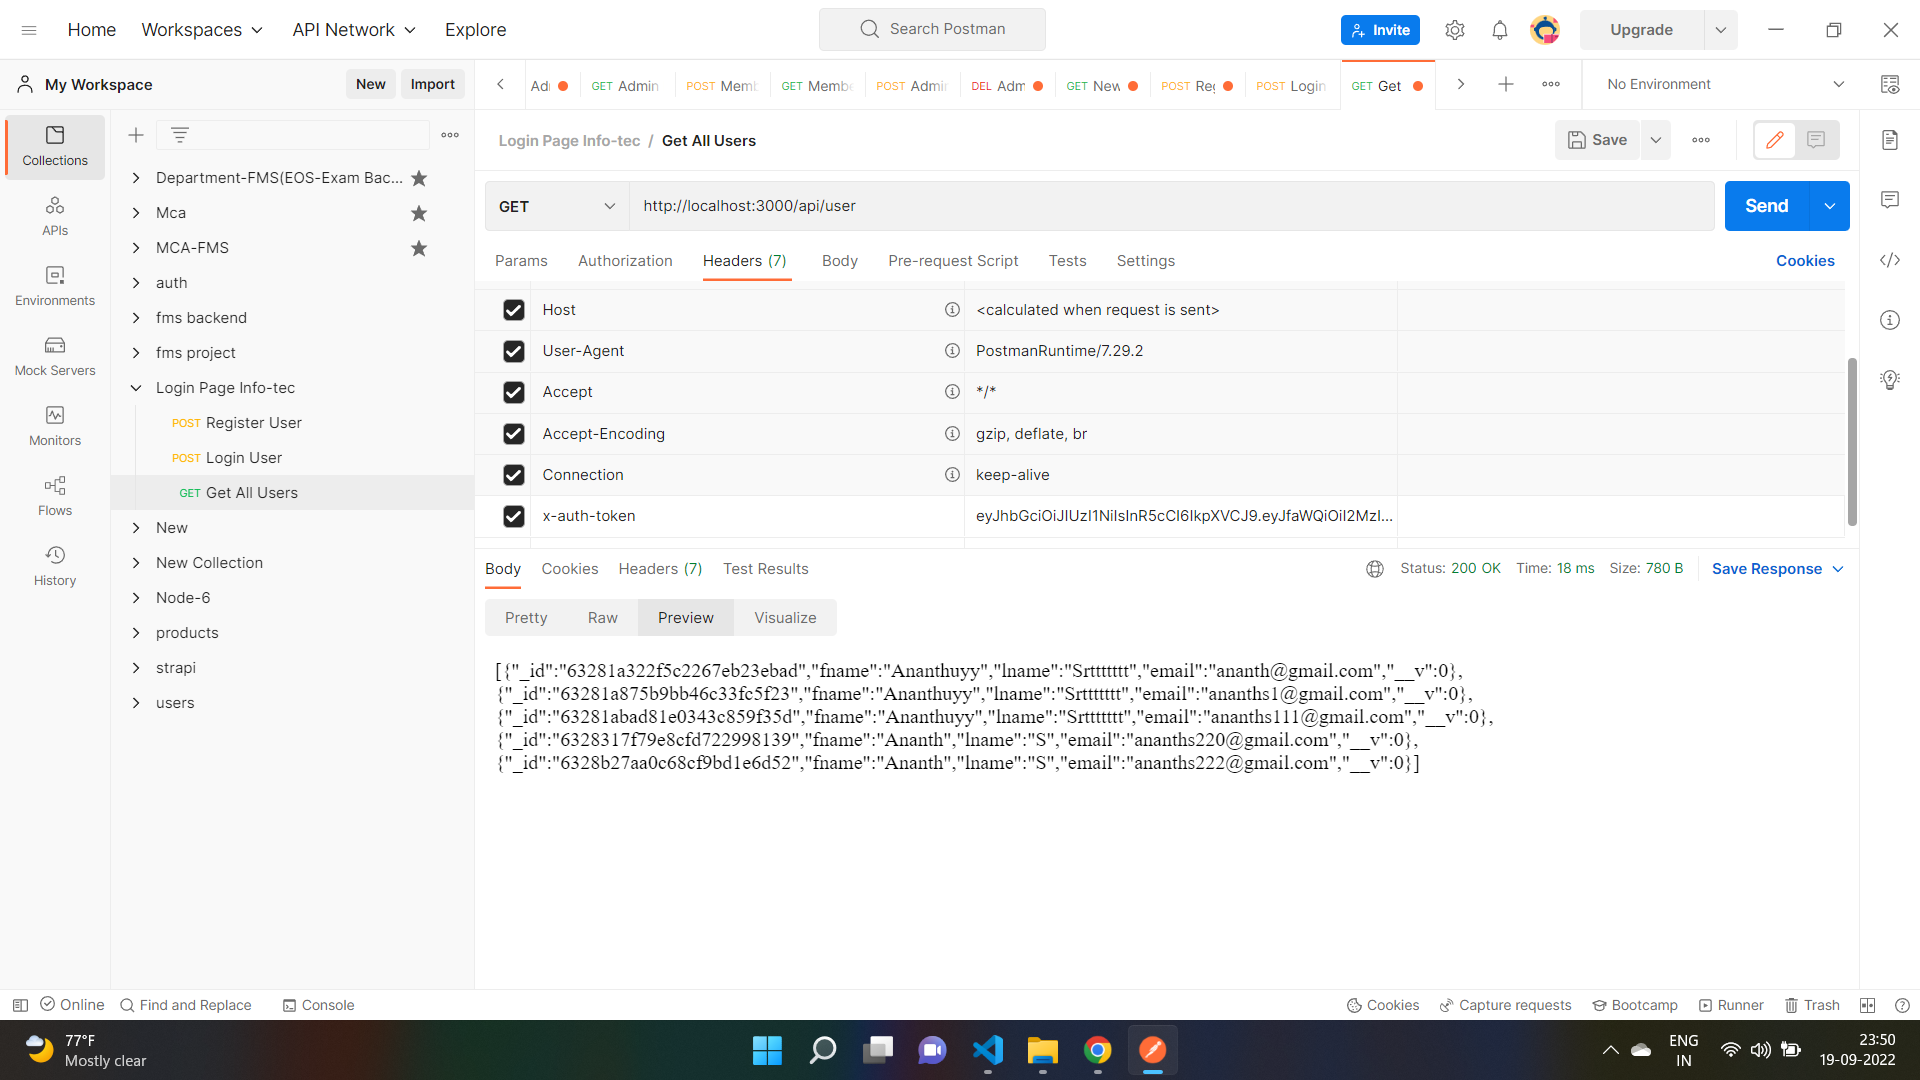 Home
Workspaces
API Network
Explore
Search Postman
Invite
Upgrade
My Workspace
New
Import
GET Admin
POST
GET
POST
DEL
GET New
POST
POST Login
GET Get
No Environment
Collections
APIs
Environments
Mock Servers
Monitors
Flows
History
Department-FMS(EOS-Exam Bac...
Mca
MCA-FMS
auth
fms backend
fms project
Login Page Info-tec
POST Register User
POST Login User
GET Get All Users
New
New Collection
Node-6
products
strapi
users
Login Page Info-tec / Get All Users
Save
GET
http://localhost:3000/api/user
Send
Params
Authorization
Headers (7)
Body
Pre-request Script
Tests
Settings
Cookies
Host <calculated when request is sent>
User-Agent PostmanRuntime/7.29.2
Accept */*
Accept-Encoding gzip, deflate, br
Connection keep-alive
x-auth-token
Body
Cookies
Headers (7)
Test Results
Status: 200 OK Time: 18 ms Size: 780 B
Save Response
Pretty
Raw
Preview
Visualize
[{"_id":"63281a322f5c2267eb23ebad","fname":"Ananthuyy","lname":"Srttttttt","email":"ananth@gmail.com","__v":0},
{"_id":"63281a875b9bb46c33fc5f23","fname":"Ananthuyy","lname":"Srttttttt","email":"ananths1@gmail.com","__v":0},
{"_id":"63281abad81e0343c859f35d","fname":"Ananthuyy","lname":"Srttttttt","email":"ananths111@gmail.com","__v":0},
{"_id":"6328317f79e8cfd722998139","fname":"Ananth","lname":"S","email":"ananths220@gmail.com","__v":0},
{"_id":"6328b27aa0c68cf9bd1e6d52","fname":"Ananth","lname":"S","email":"ananths222@gmail.com","__v":0}]
Online
Find and Replace
Console
Cookies
Capture requests
Bootcamp
Runner
Trash
77°F
Mostly clear
ENG
IN
23:50
19-09-2022